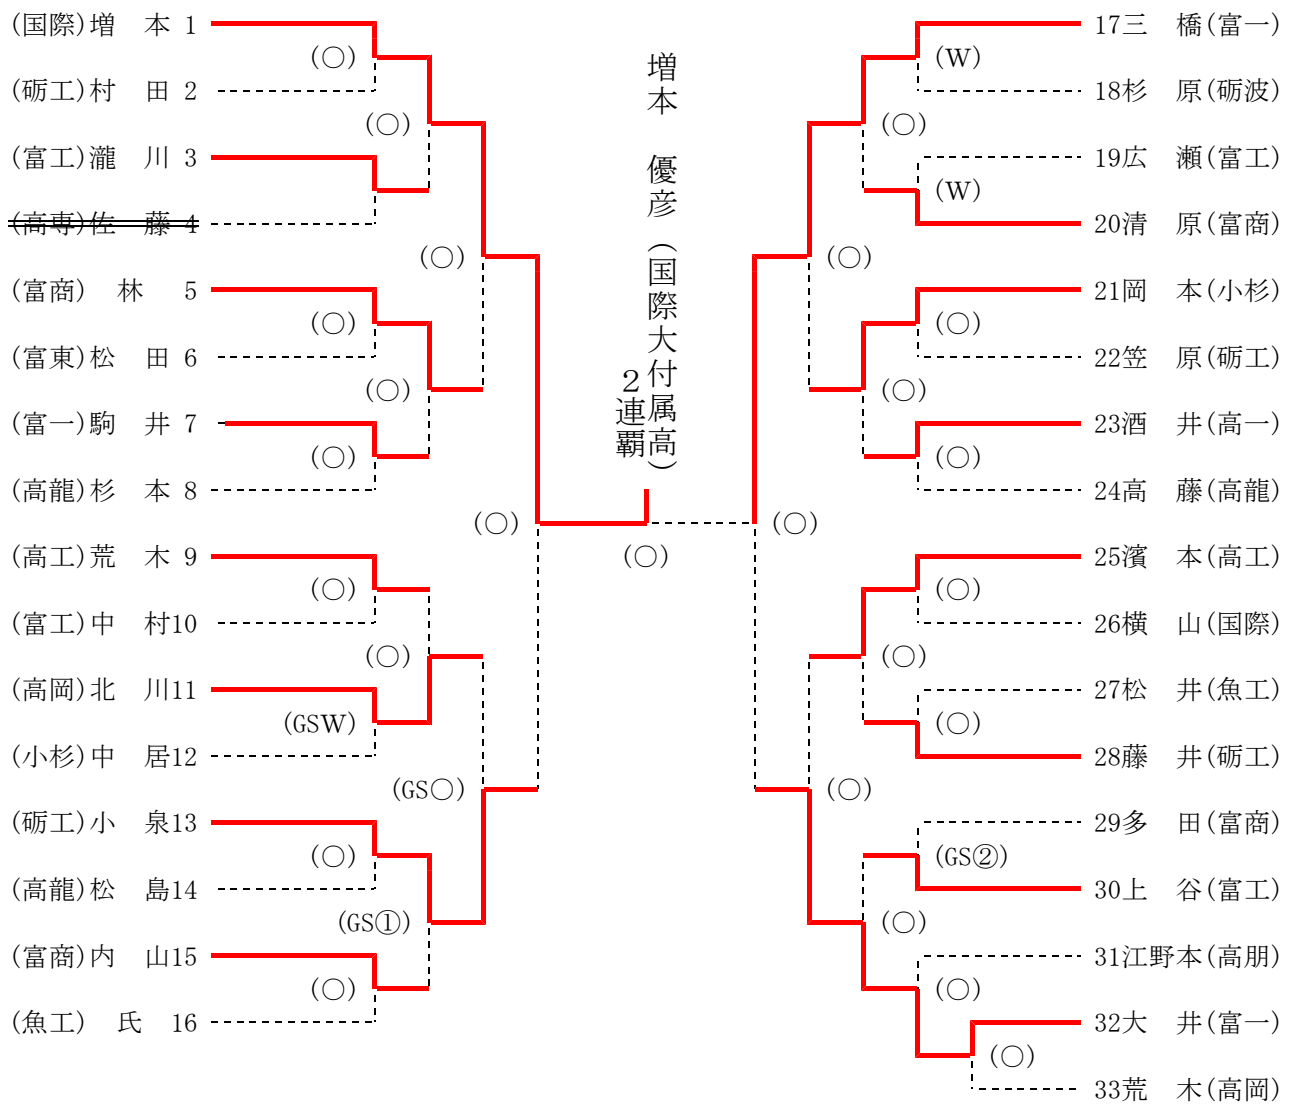 (国際)増　本 1
(〇)
(砺工)村　田 2
(〇)
(富工)瀧　川 3
(高専)佐　藤 4
(〇)
(富商)　林　 5
(〇)
(富東)松　田 6
(〇)
(富一)駒　井 7
(〇)
(高龍)杉　本 8
(〇)
(高工)荒　木 9
(〇)
(富工)中　村10
(〇)
(高岡)北　川11
(GSW)
(小杉)中　居12
(GS〇)
(砺工)小　泉13
(〇)
(高龍)松　島14
(GS①)
(富商)内　山15
(〇)
(魚工)　氏　16
増本　優彦（国際大付属高）
２連覇
(〇)
17三　橋(富一)
(W)
18杉　原(砺波)
(〇)
19広　瀬(富工)
(W)
20清　原(富商)
(〇)
21岡　本(小杉)
(〇)
22笠　原(砺工)
(〇)
23酒　井(高一)
(〇)
24高　藤(高龍)
(〇)
25濱　本(高工)
(〇)
26横　山(国際)
(〇)
27松　井(魚工)
(〇)
28藤　井(砺工)
(〇)
29多　田(富商)
(GS②)
30上　谷(富工)
(〇)
31江野本(高朋)
(〇)
32大　井(富一)
(〇)
33荒　木(高岡)